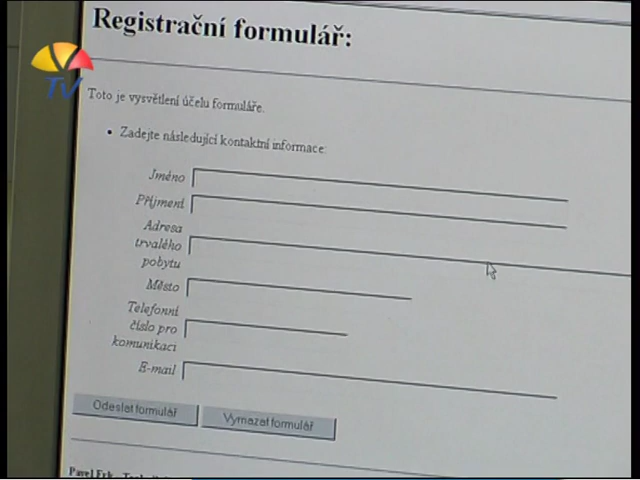 Registrační formulář:
TV
Toto je vysvětlení účelu formuláře.
• Zadejte následující kontaktní informace:
Jméno
Příjmení
Adresa
trvalého
pobytu
Město
Telefonní
číslo pro
komunikaci
E-mail
Odeslat formulář
Vymazat formulář
Pavel